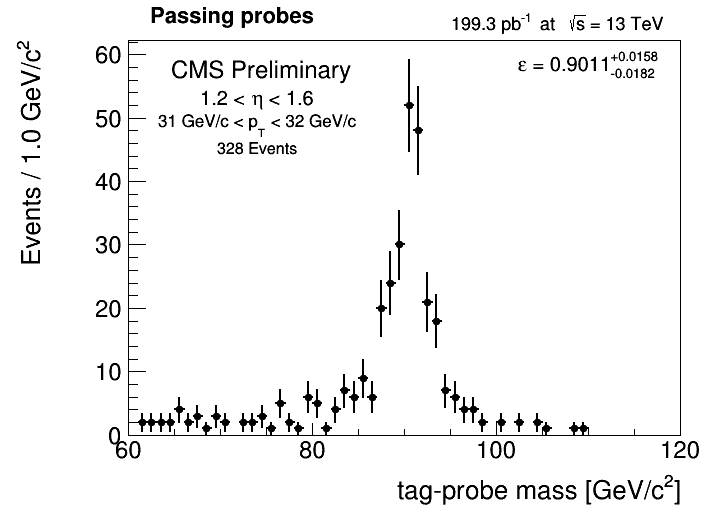 Passing probes
199.3 pb⁻¹ at √s = 13 TeV
CMS Preliminary
1.2 < η < 1.6
31 GeV/c < p_T < 32 GeV/c
328 Events
ε = 0.9011 +0.0158 -0.0182
Events / 1.0 GeV/c²
60
50
40
30
20
10
0
60 80 100 120
tag-probe mass [GeV/c²]